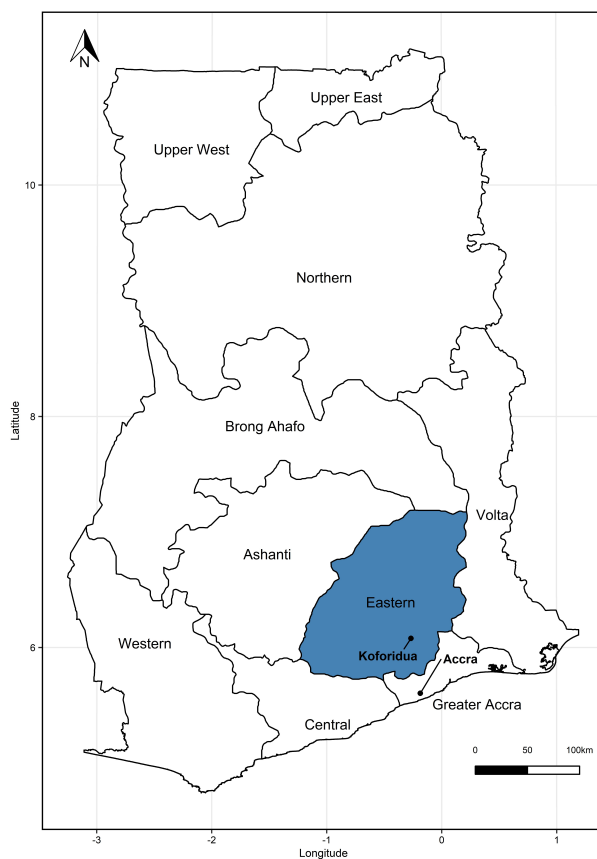 N
Upper East
Upper West
10
Northern
8
Brong Ahafo
Latitude
Volta
Ashanti
Eastern
6
Western
Koforidua
Accra
Greater Accra
Central
0 50 100km
-3 -2 -1 0 1
Longitude